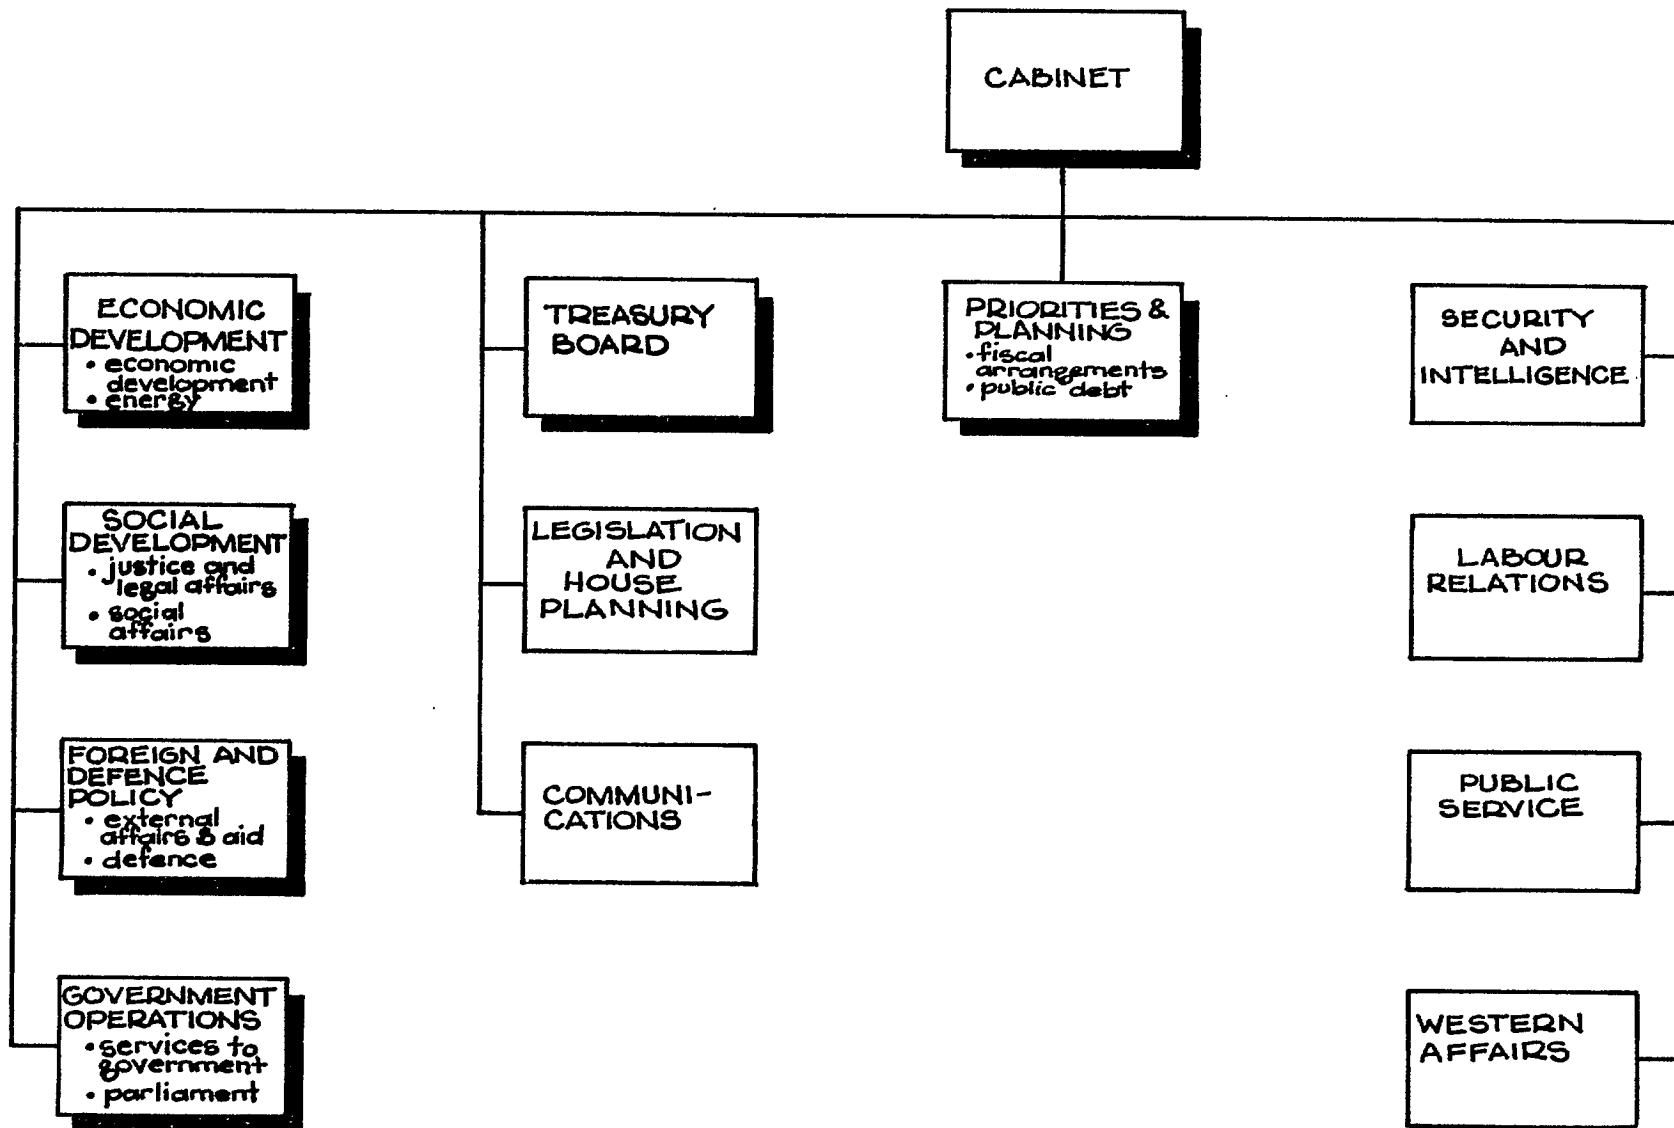 CABINET
ECONOMIC
DEVELOPMENT
• economic
development
• energy
SOCIAL
DEVELOPMENT
• justice and
legal affairs
• social
affairs
FOREIGN AND
DEFENCE
POLICY
• external
affairs & aid
• defence
GOVERNMENT
OPERATIONS
• services to
government
• parliament
TREASURY
BOARD
LEGISLATION
AND
HOUSE
PLANNING
COMMUNI-
CATIONS
PRIORITIES &
PLANNING
• fiscal
arrangements
• public debt
SECURITY
AND
INTELLIGENCE
LABOUR
RELATIONS
PUBLIC
SERVICE
WESTERN
AFFAIRS